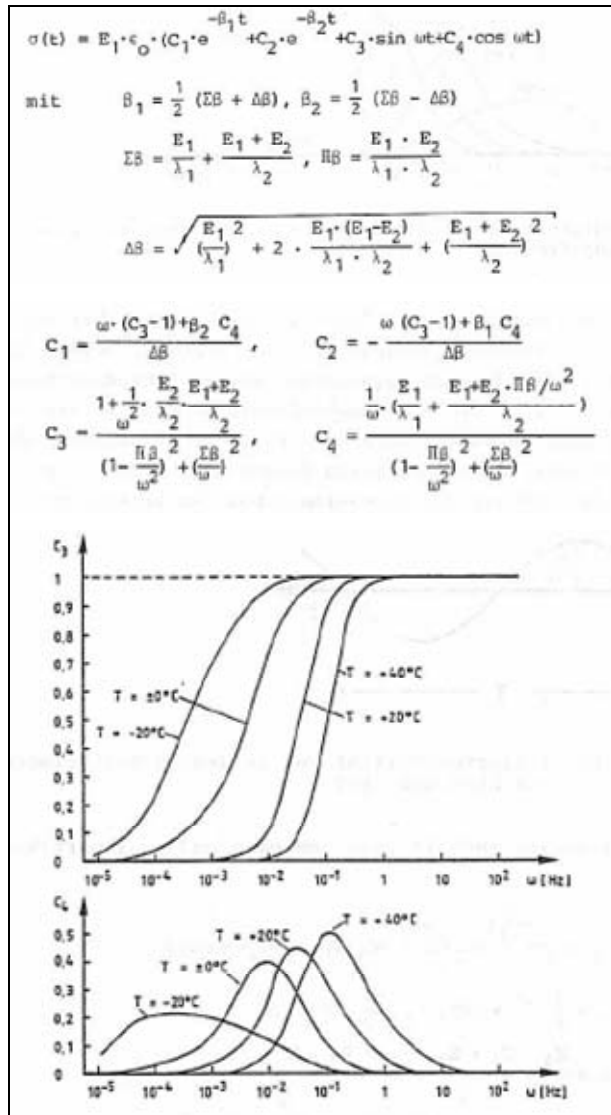 σ(t) = E₁·ε₀·(C₁·e^(-β₁t) +C₂·e^(-β₂t) +C₃·sin ωt+C₄·cos ωt)
mit β₁ = 1/2 (Σβ + Δβ), β₂ = 1/2 (Σβ - Δβ)
Σβ = E₁/λ₁ + (E₁ + E₂)/λ₂ , Πβ = (E₁ · E₂)/(λ₁ · λ₂)
Δβ = √((E₁/λ₁)² + 2 · (E₁·(E₁-E₂))/(λ₁ · λ₂) + ((E₁ + E₂)/λ₂)²)
C₁ = (ω·(C₃-1)+β₂ C₄)/Δβ , C₂ = - (ω (C₃-1)+β₁ C₄)/Δβ
C₃ = (1+ 1/ω² · E₂/λ₂ · (E₁+E₂)/λ₂)/((1- Πβ/ω²)² +(Σβ/ω)²) , C₄ = (1/ω ·(E₁/λ₁ + (E₁+E₂)/λ₂ ·Πβ/ω²))/((1- Πβ/ω²)² +(Σβ/ω)²)
C₃
1
0,9
0,8
0,7
0,6
0,5
0,4
0,3
0,2
0,1
0
T = +40°C
T = ±0°C
T = +20°C
T = -20°C
10⁻⁵ 10⁻⁴ 10⁻³ 10⁻² 10⁻¹ 1 10 10² ω [Hz]
C₄
0,5
0,4
0,3
0,2
0,1
0
T = +40°C
T = +20°C
T = ±0°C
T = -20°C
10⁻⁵ 10⁻⁴ 10⁻³ 10⁻² 10⁻¹ 1 10 10² ω [Hz]